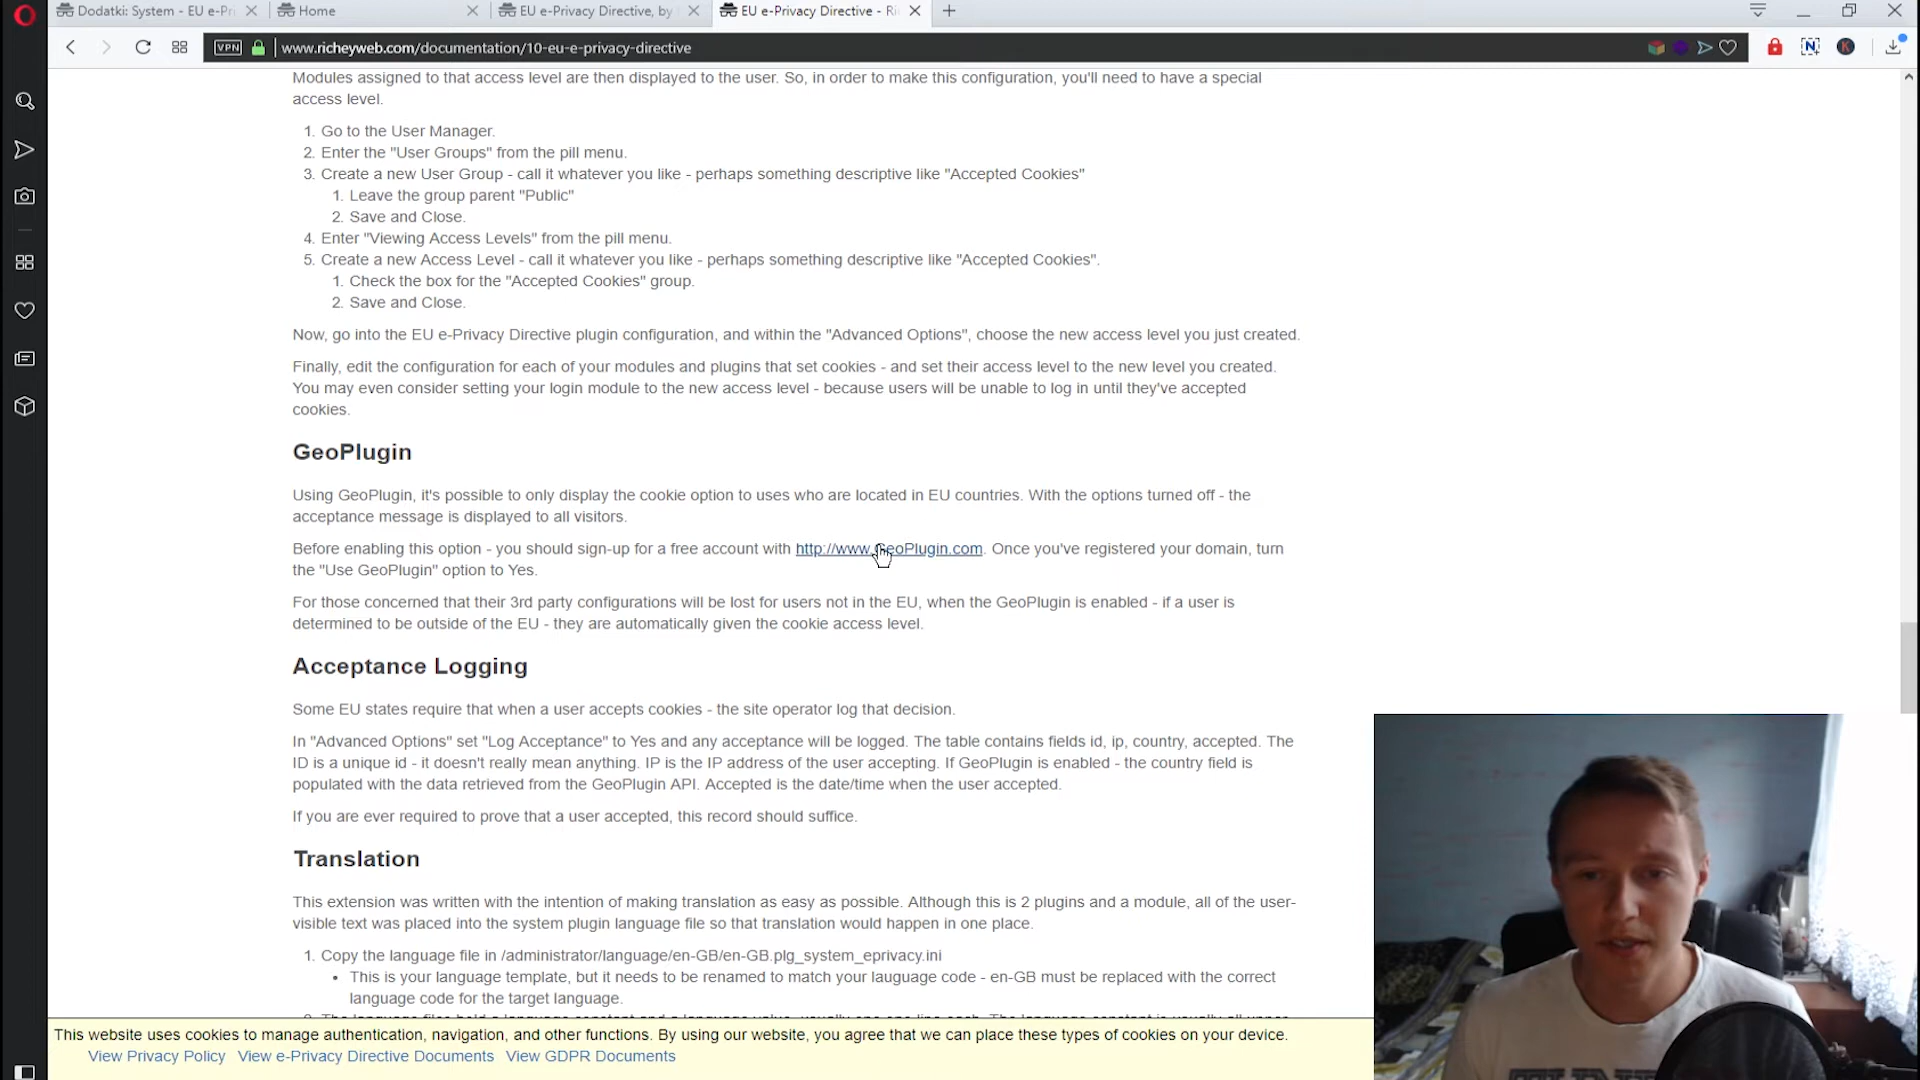 Dodatki: System - EU e-Pr
Home
EU e-Privacy Directive, by
EU e-Privacy Directive - Ri
VPN
www.richeyweb.com/documentation/10-eu-e-privacy-directive
Modules assigned to that access level are then displayed to the user. So, in order to make this configuration, you'll need to have a special
access level.
1. Go to the User Manager.
2. Enter the "User Groups" from the pill menu.
3. Create a new User Group - call it whatever you like - perhaps something descriptive like "Accepted Cookies"
1. Leave the group parent "Public"
2. Save and Close.
4. Enter "Viewing Access Levels" from the pill menu.
5. Create a new Access Level - call it whatever you like - perhaps something descriptive like "Accepted Cookies".
1. Check the box for the "Accepted Cookies" group.
2. Save and Close.
Now, go into the EU e-Privacy Directive plugin configuration, and within the "Advanced Options", choose the new access level you just created.
Finally, edit the configuration for each of your modules and plugins that set cookies - and set their access level to the new level you created.
You may even consider setting your login module to the new access level - because users will be unable to log in until they've accepted
cookies.
GeoPlugin
Using GeoPlugin, it's possible to only display the cookie option to uses who are located in EU countries. With the options turned off - the
acceptance message is displayed to all visitors.
Before enabling this option - you should sign-up for a free account with http://www.GeoPlugin.com. Once you've registered your domain, turn
the "Use GeoPlugin" option to Yes.
For those concerned that their 3rd party configurations will be lost for users not in the EU, when the GeoPlugin is enabled - if a user is
determined to be outside of the EU - they are automatically given the cookie access level.
Acceptance Logging
Some EU states require that when a user accepts cookies - the site operator log that decision.
In "Advanced Options" set "Log Acceptance" to Yes and any acceptance will be logged. The table contains fields id, ip, country, accepted. The
ID is a unique id - it doesn't really mean anything. IP is the IP address of the user accepting. If GeoPlugin is enabled - the country field is
populated with the data retrieved from the GeoPlugin API. Accepted is the date/time when the user accepted.
If you are ever required to prove that a user accepted, this record should suffice.
Translation
This extension was written with the intention of making translation as easy as possible. Although this is 2 plugins and a module, all of the user-
visible text was placed into the system plugin language file so that translation would happen in one place.
1. Copy the language file in /administrator/language/en-GB/en-GB.plg_system_eprivacy.ini
• This is your language template, but it needs to be renamed to match your lauguage code - en-GB must be replaced with the correct
language code for the target language.
This website uses cookies to manage authentication, navigation, and other functions. By using our website, you agree that we can place these types of cookies on your device.
View Privacy Policy View e-Privacy Directive Documents View GDPR Documents